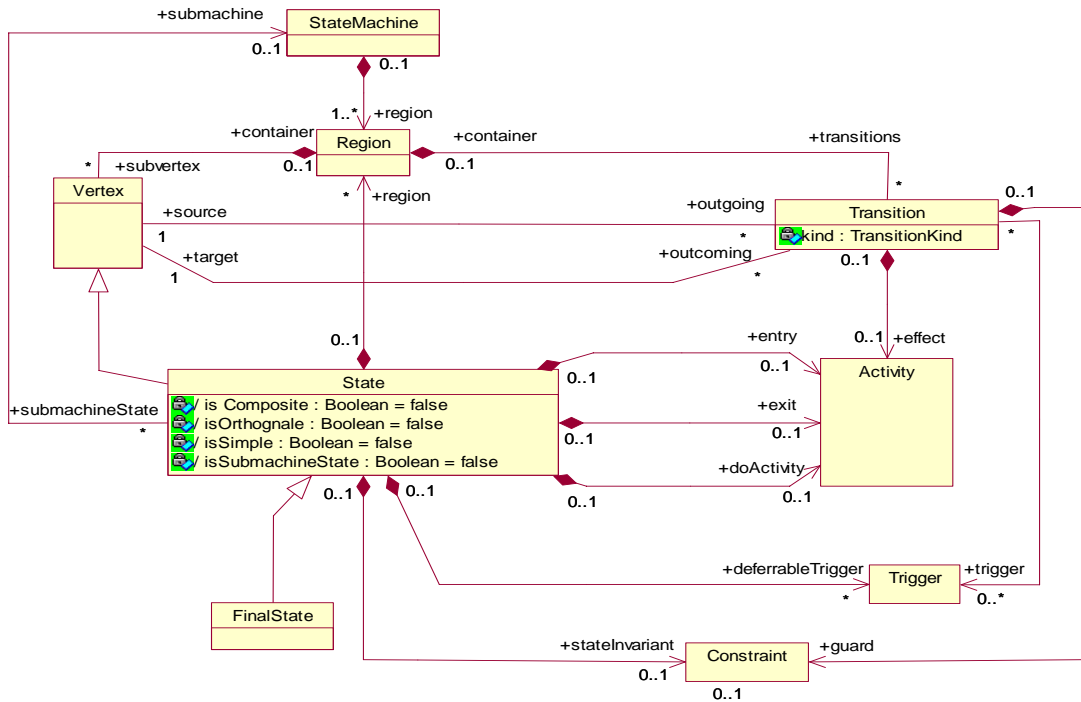 +submachine
StateMachine
0..1
0..1
1..*
+region
+container
Region
+container
+transitions
0..1
0..1
*
+subvertex
*
*
+region
Vertex
+source
1
+outgoing
*
Transition
kind : TransitionKind
0..1
*
+target
1
+outcoming
*
0..1
0..1
+effect
0..1
+entry
0..1
0..1
Activity
State
/ is Composite : Boolean = false
/ isOrthognale : Boolean = false
/ isSimple : Boolean = false
/ isSubmachineState : Boolean = false
+submachineState
*
+exit
0..1
0..1
+doActivity
0..1
0..1
0..1
0..1
+deferrableTrigger
*
Trigger
+trigger
0..*
FinalState
+stateInvariant
0..1
Constraint
0..1
+guard